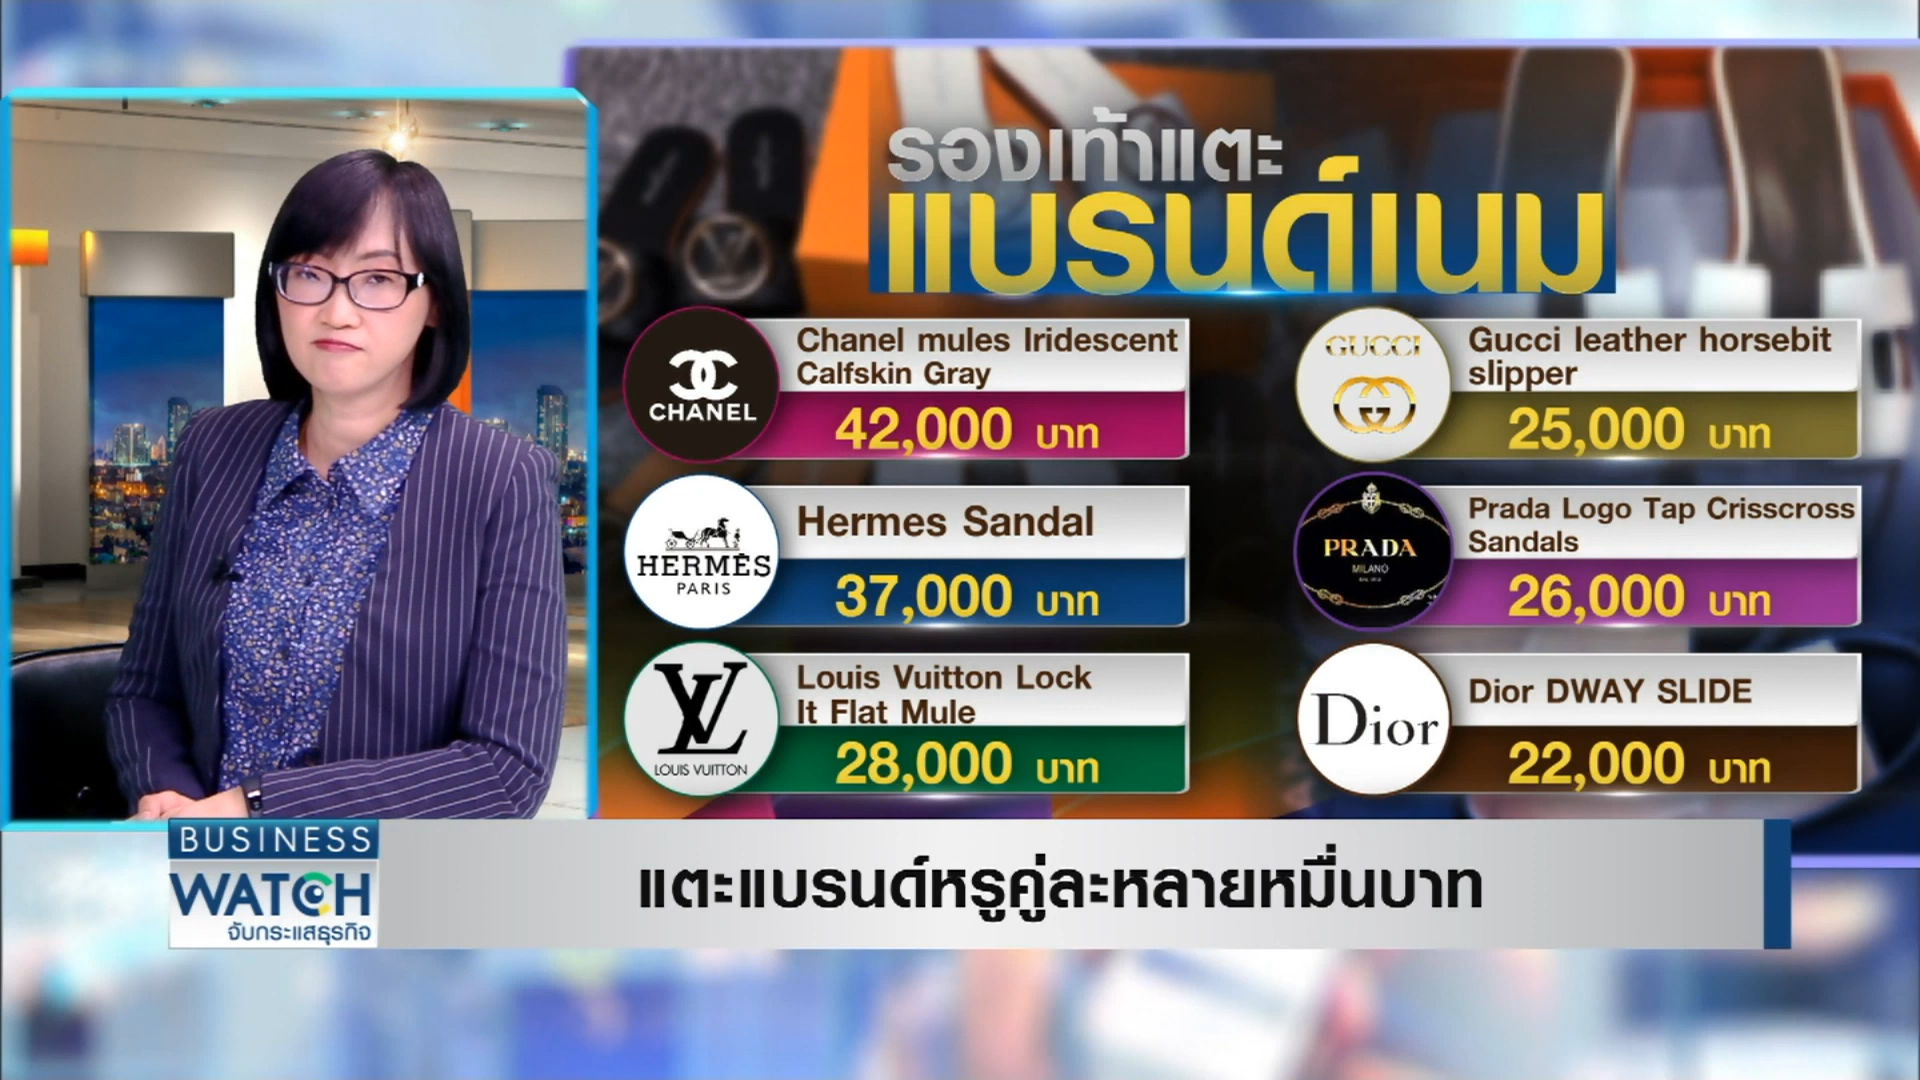 รองเท้าแตะ
แบรนด์เนม
CHANEL
Chanel mules Iridescent
Calfskin Gray
42,000 บาท
GUCCI
Gucci leather horsebit
slipper
25,000 บาท
HERMÈS
PARIS
Hermes Sandal
37,000 บาท
PRADA
MILANO
Prada Logo Tap Crisscross
Sandals
26,000 บาท
LV
LOUIS VUITTON
Louis Vuitton Lock
It Flat Mule
28,000 บาท
Dior
Dior DWAY SLIDE
22,000 บาท
BUSINESS
WATCH
จับกระแสธุรกิจ
แตะแบรนด์หรูคู่ละหลายหมื่นบาท